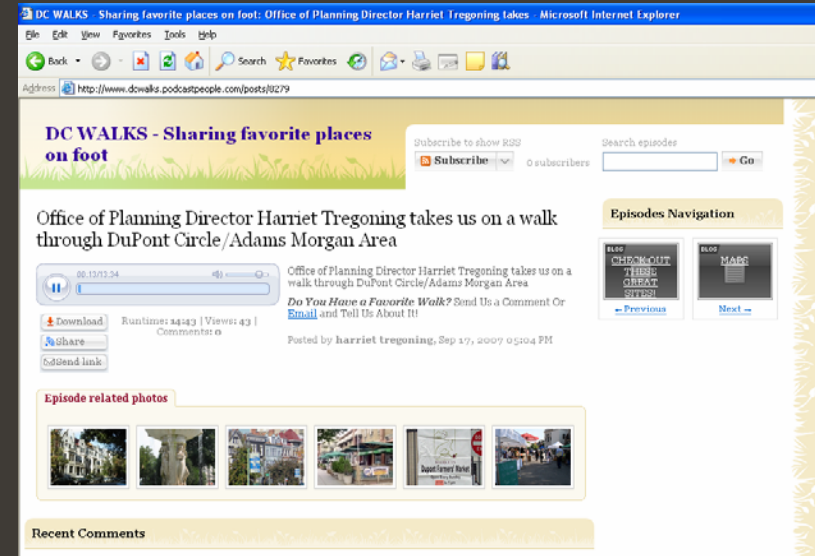 DC WALKS - Sharing favorite places on foot: Office of Planning Director Harriet Tregoning takes - Microsoft Internet Explorer
File Edit View Favorites Tools Help
Back Search Favorites
Address http://www.dcwalks.podcastpeople.com/posts/8279
DC WALKS - Sharing favorite places
on foot
Subscribe to show RSS
Subscribe
0 subscribers
Search episodes
Go
Office of Planning Director Harriet Tregoning takes us on a walk
through DuPont Circle/Adams Morgan Area
Office of Planning Director Harriet Tregoning takes us on a
walk through DuPont Circle/Adams Morgan Area
Do You Have a Favorite Walk? Send Us a Comment Or
Email and Tell Us About It!
Posted by harriet tregoning, Sep 17, 2007 05:04 PM
Download
Share
Send link
Runtime: 14:43 | Views: 43 |
Comments: 0
Episodes Navigation
BLOG
CHECK OUT
THESE
GREAT
SITES!
←Previous
BLOG
MAPS
Next →
Episode related photos
Dupont Farmers' Market
Recent Comments